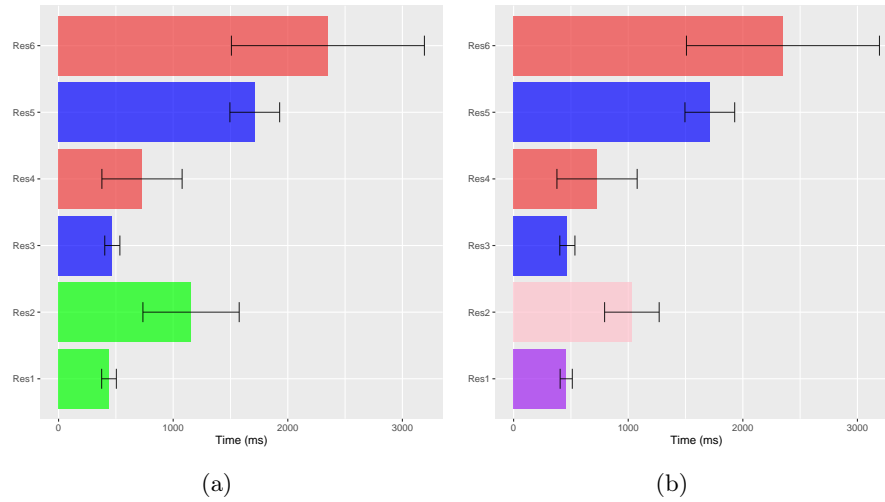 Res6
Res5
Res4
Res3
Res2
Res1
0 1000 2000 3000
Time (ms)
(a)
Res6
Res5
Res4
Res3
Res2
Res1
0 1000 2000 3000
Time (ms)
(b)